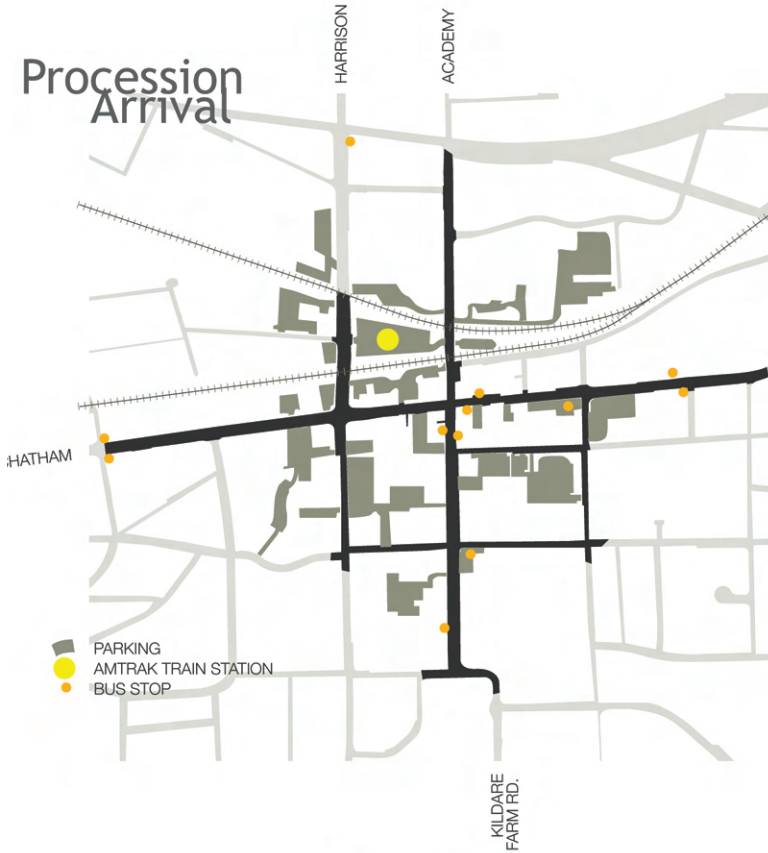 HARRISON
ACADEMY
Procession
Arrival
HATHAM
PARKING
AMTRAK TRAIN STATION
BUS STOP
KILDARE
FARM RD.